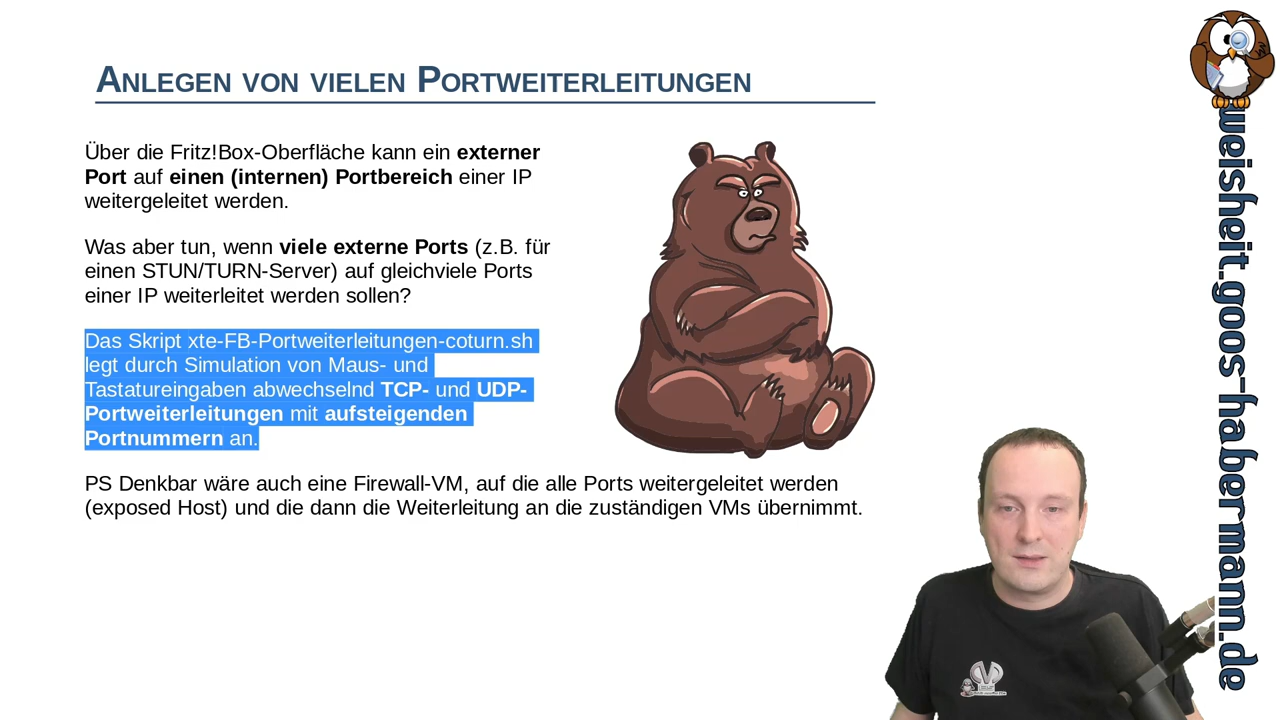 Anlegen von vielen Portweiterleitungen
Über die Fritz!Box-Oberfläche kann ein externer
Port auf einen (internen) Portbereich einer IP
weitergeleitet werden.
Was aber tun, wenn viele externe Ports (z.B. für
einen STUN/TURN-Server) auf gleichviele Ports
einer IP weiterleitet werden sollen?
Das Skript xte-FB-Portweiterleitungen-coturn.sh
legt durch Simulation von Maus- und
Tastatureingaben abwechselnd TCP- und UDP-
Portweiterleitungen mit aufsteigenden
Portnummern an.
PS Denkbar wäre auch eine Firewall-VM, auf die alle Ports weitergeleitet werden
(exposed Host) und die dann die Weiterleitung an die zuständigen VMs übernimmt.
weisheit.goos-habermann.de